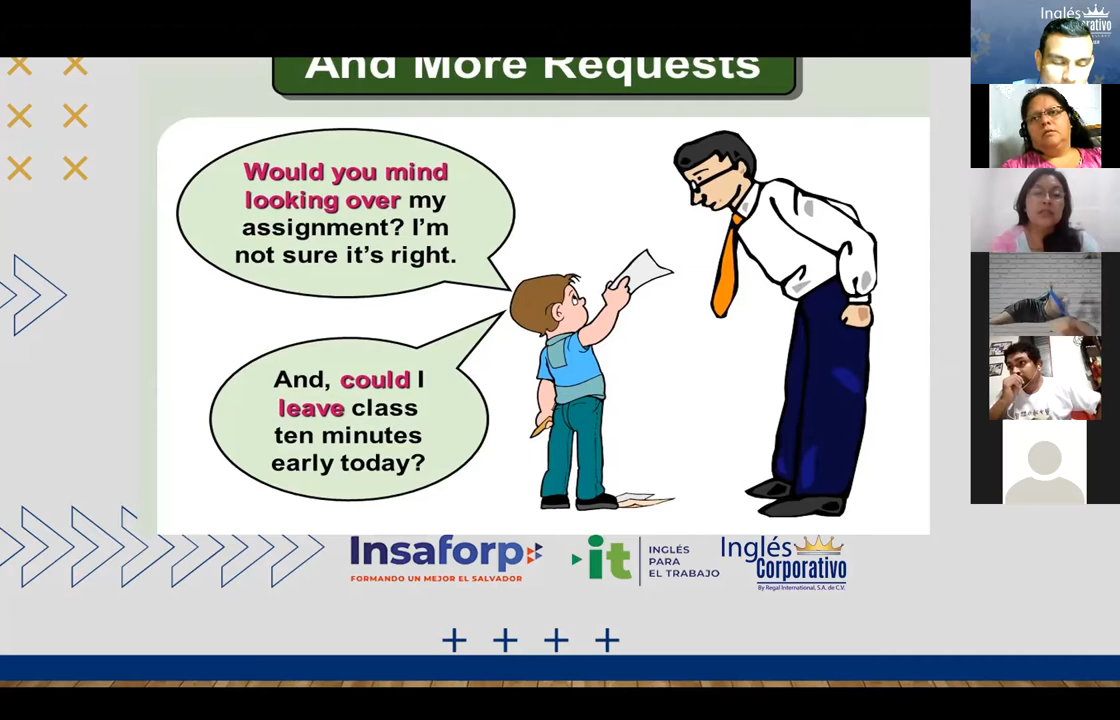 And More Requests
Would you mind
looking over my
assignment? I'm
not sure it's right.
And, could I
leave class
ten minutes
early today?
Insaforp
FORMANDO UN MEJOR EL SALVADOR
it
INGLÉS
PARA
EL TRABAJO
Inglés
Corporativo
By Regal International, S.A. de C.V.
Inglés